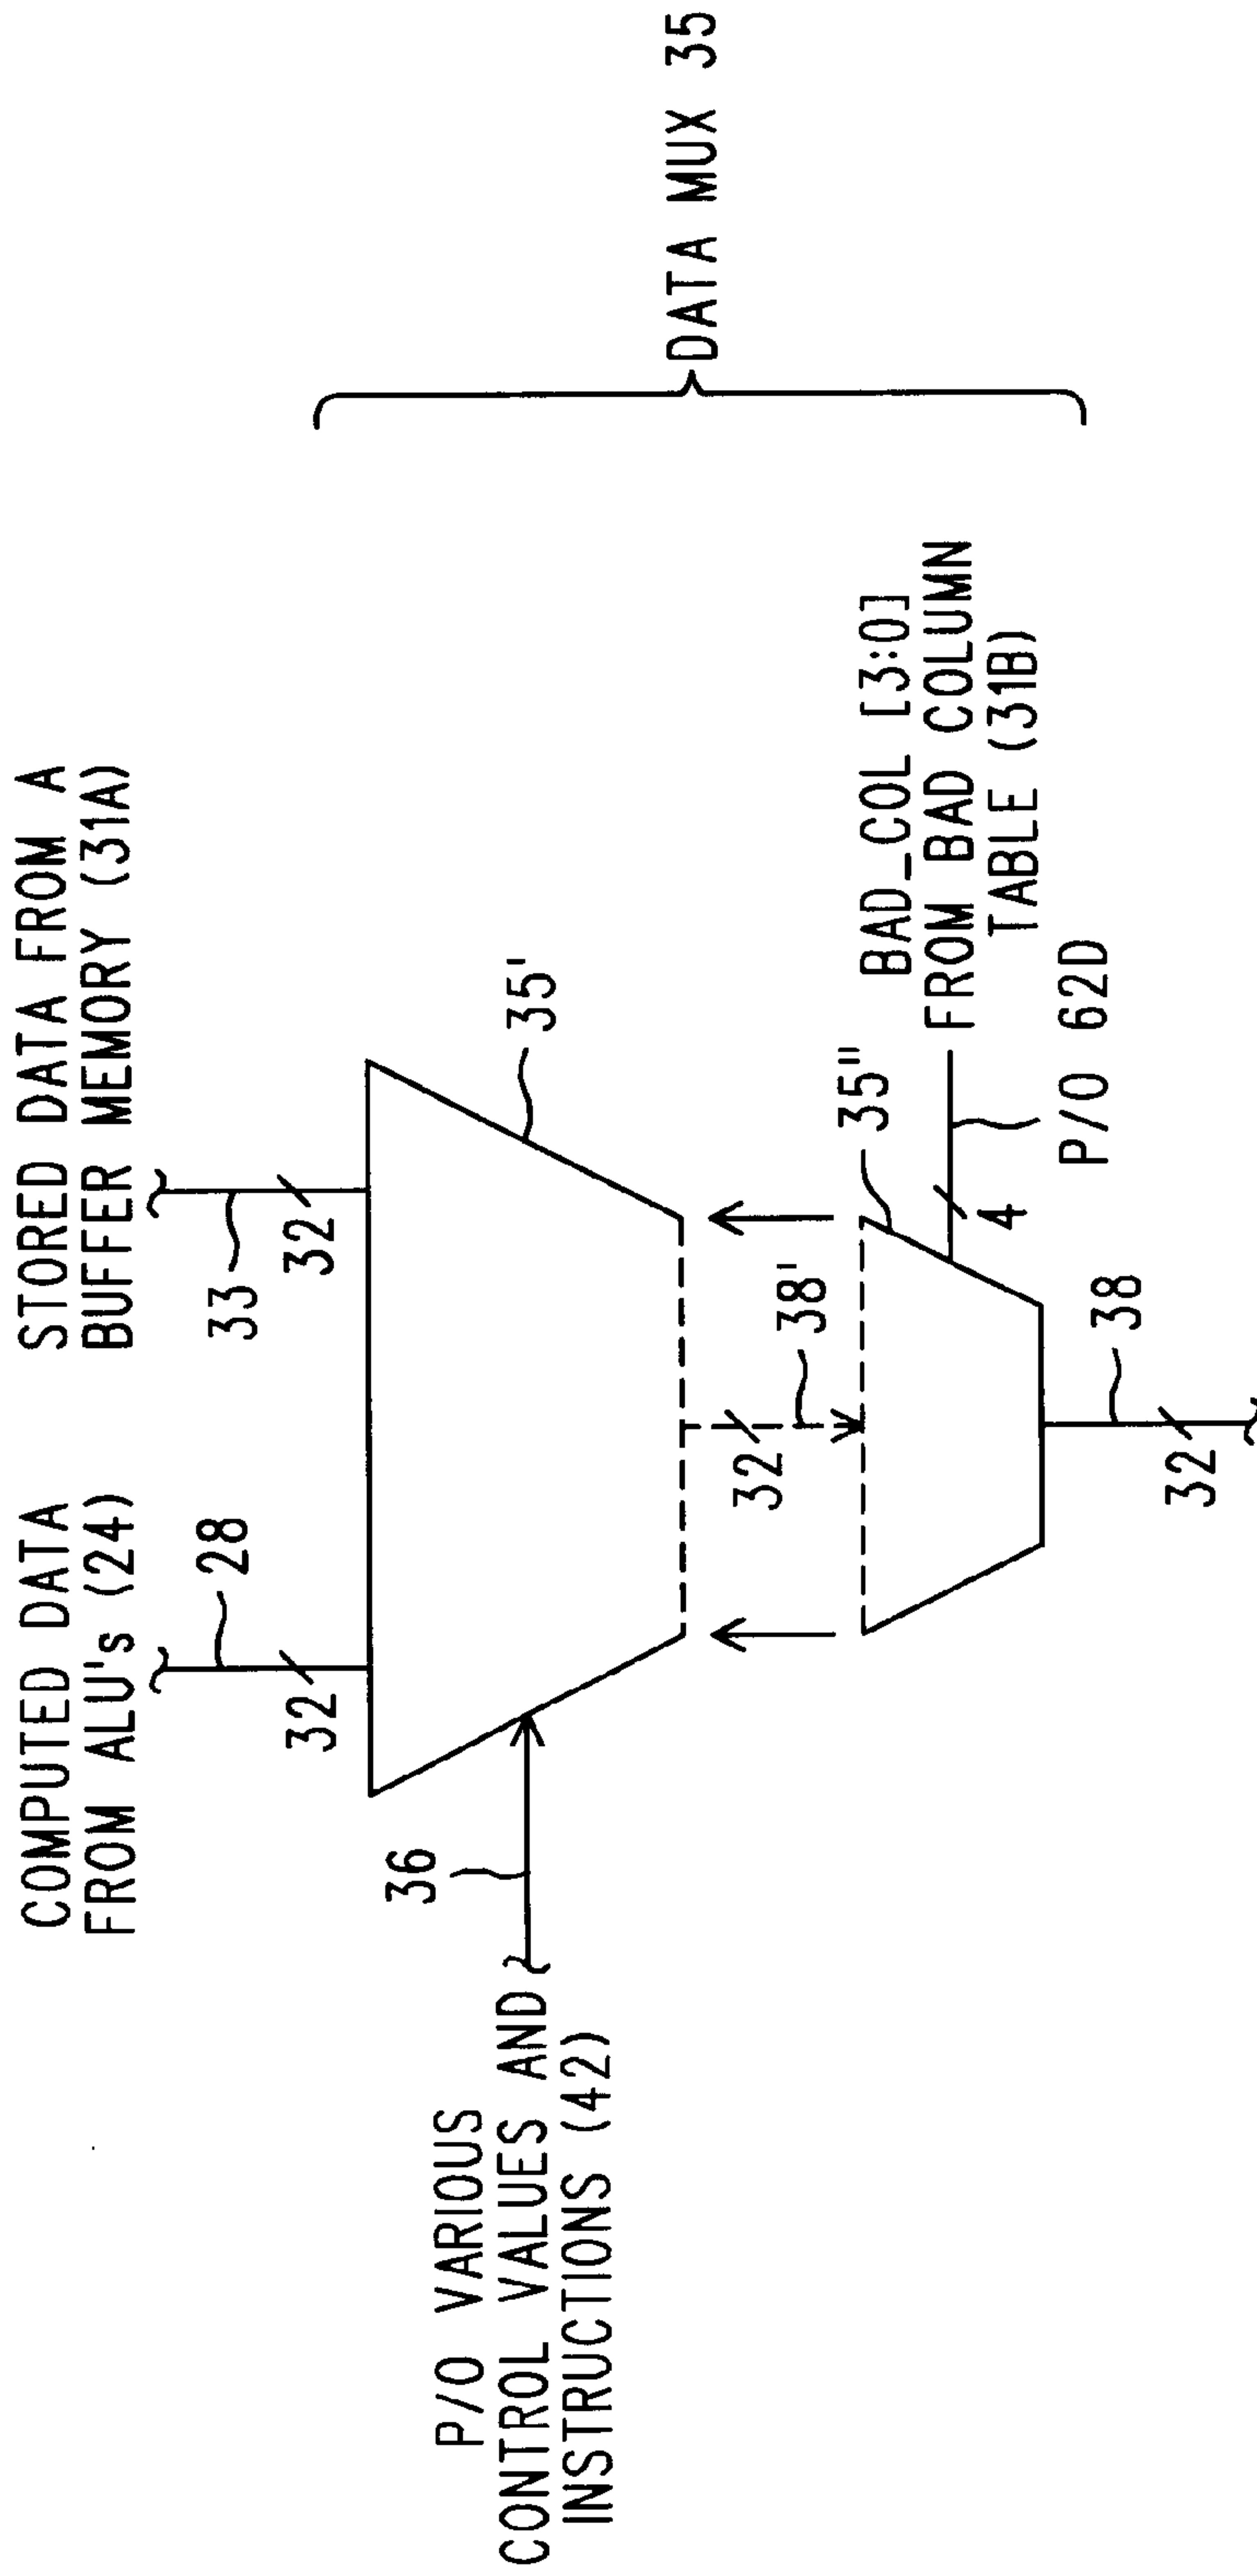 COMPUTED DATA
FROM ALU's (24)
STORED DATA FROM A
BUFFER MEMORY (31A)
28
33
32
32
36
35'
P/O VARIOUS
CONTROL VALUES AND
INSTRUCTIONS (42)
DATA MUX 35
32
38'
35"
BAD_COL [3:0]
FROM BAD COLUMN
TABLE (31B)
4
P/O 62D
38
32